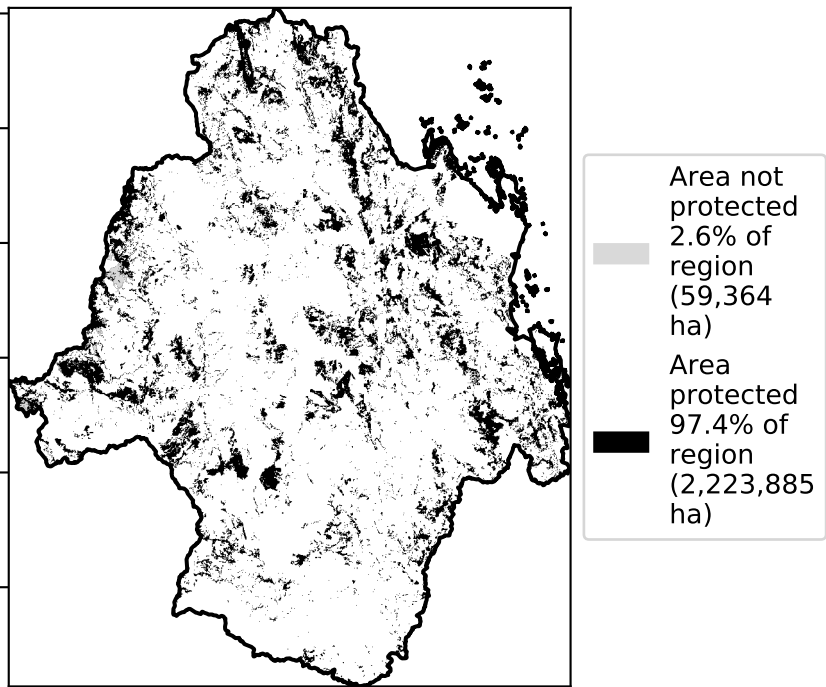 Area not
protected
2.6% of
region
(59,364
ha)
Area
protected
97.4% of
region
(2,223,885
ha)